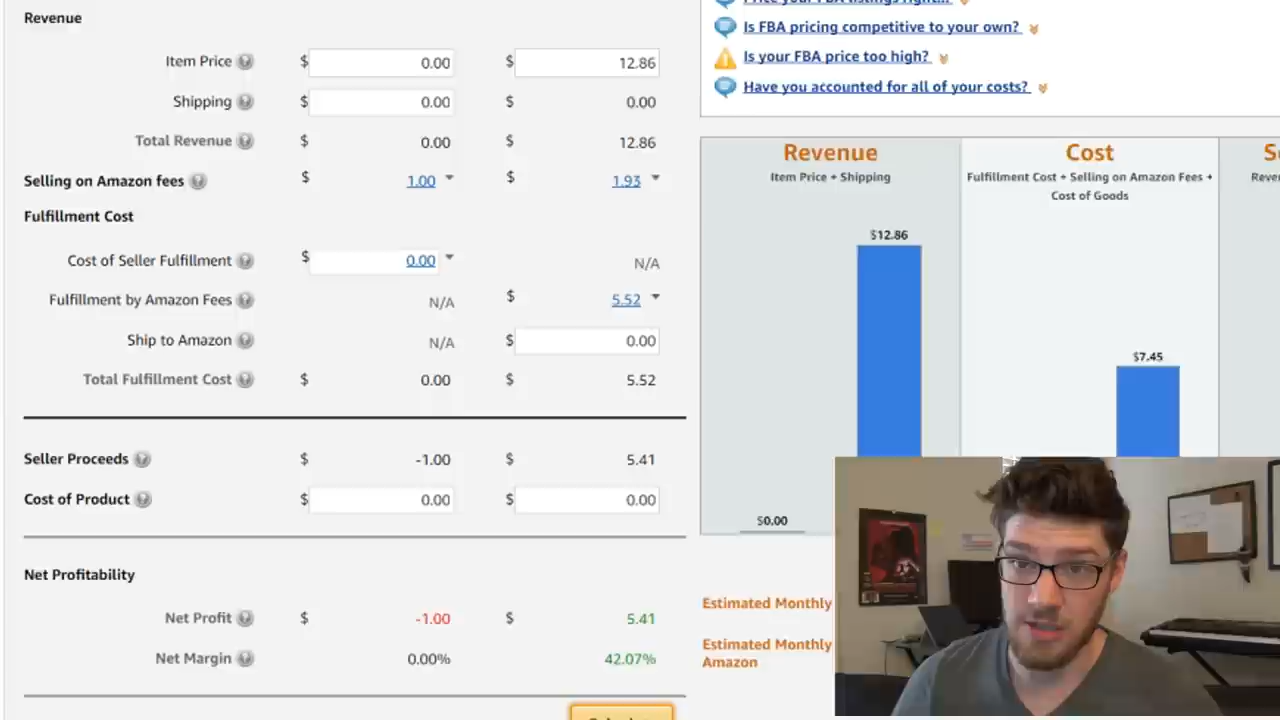 Revenue
Item Price $ 0.00 $ 12.86
Shipping $ 0.00 $ 0.00
Total Revenue $ 0.00 $ 12.86
Selling on Amazon fees $ 1.00 $ 1.93
Fulfillment Cost
Cost of Seller Fulfillment $ 0.00 N/A
Fulfillment by Amazon Fees N/A $ 5.52
Ship to Amazon N/A $ 0.00
Total Fulfillment Cost $ 0.00 $ 5.52
Seller Proceeds $ -1.00 $ 5.41
Cost of Product $ 0.00 $ 0.00
Net Profitability
Net Profit $ -1.00 $ 5.41
Net Margin 0.00% 42.07%
Is FBA pricing competitive to your own?
Is your FBA price too high?
Have you accounted for all of your costs?
Revenue
Item Price + Shipping
$12.86
$0.00
Cost
Fulfillment Cost + Selling on Amazon Fees +
Cost of Goods
$7.45
Estimated Monthly
Estimated Monthly
Amazon